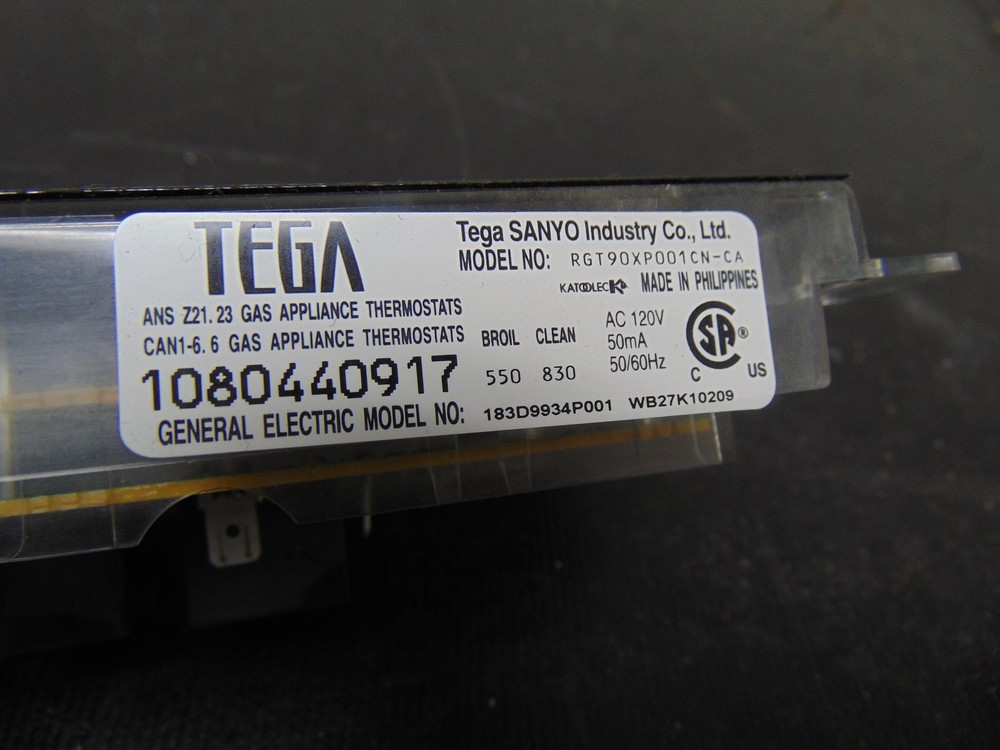 TEGA
Tega SANYO Industry Co., Ltd.
MODEL NO: RGT90XP001CN-CA
KATOOLEC K MADE IN PHILIPPINES
ANS Z21.23 GAS APPLIANCE THERMOSTATS
CAN1-6.6 GAS APPLIANCE THERMOSTATS
BROIL CLEAN
550 830
AC 120V
50mA
50/60Hz
SA ®
C US
1080440917
GENERAL ELECTRIC MODEL NO: 183D9934P001 WB27K10209